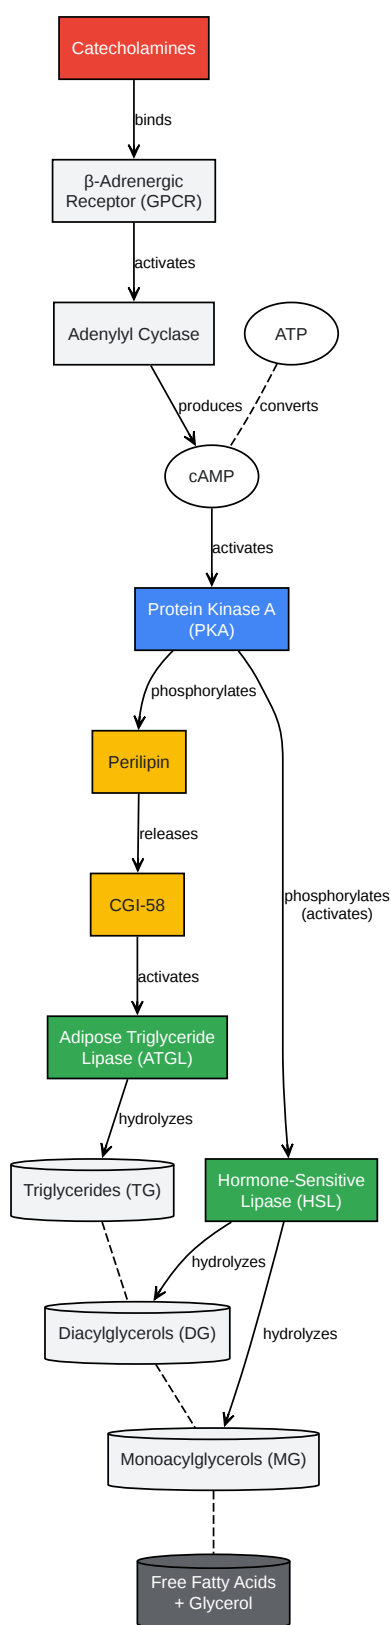 Catecholamines
binds
β-Adrenergic
Receptor (GPCR)
activates
Adenylyl Cyclase
ATP
produces
converts
cAMP
activates
Protein Kinase A
(PKA)
phosphorylates
Perilipin
releases
CGI-58
phosphorylates
(activates)
activates
Adipose Triglyceride
Lipase (ATGL)
hydrolyzes
Triglycerides (TG)
Hormone-Sensitive
Lipase (HSL)
hydrolyzes
Diacylglycerols (DG)
hydrolyzes
Monoacylglycerols (MG)
Free Fatty Acids
+ Glycerol